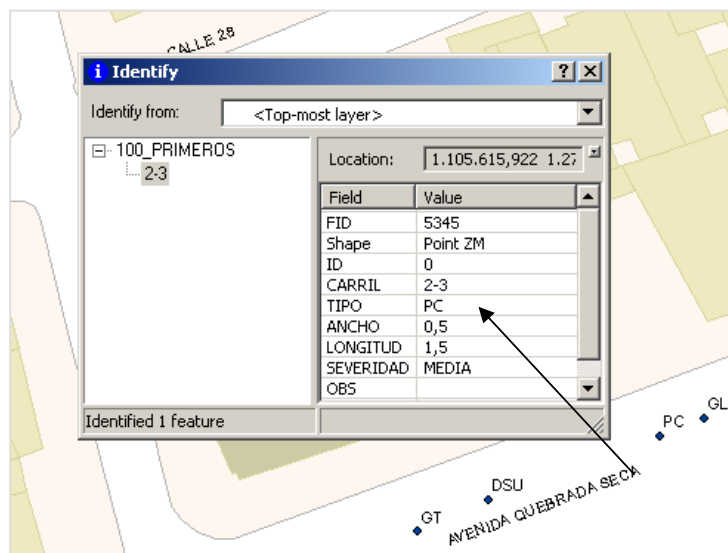 CALLE 28
Identify
Identify from: <Top-most layer>
100_PRIMEROS
2-3
Location: 1.105.615,922 1.27
Field Value
FID 5345
Shape Point ZM
ID 0
CARRIL 2-3
TIPO PC
ANCHO 0,5
LONGITUD 1,5
SEVERIDAD MEDIA
OBS
Identified 1 feature
GL
PC
DSU
GT
AVENIDA QUEBRADA SECA